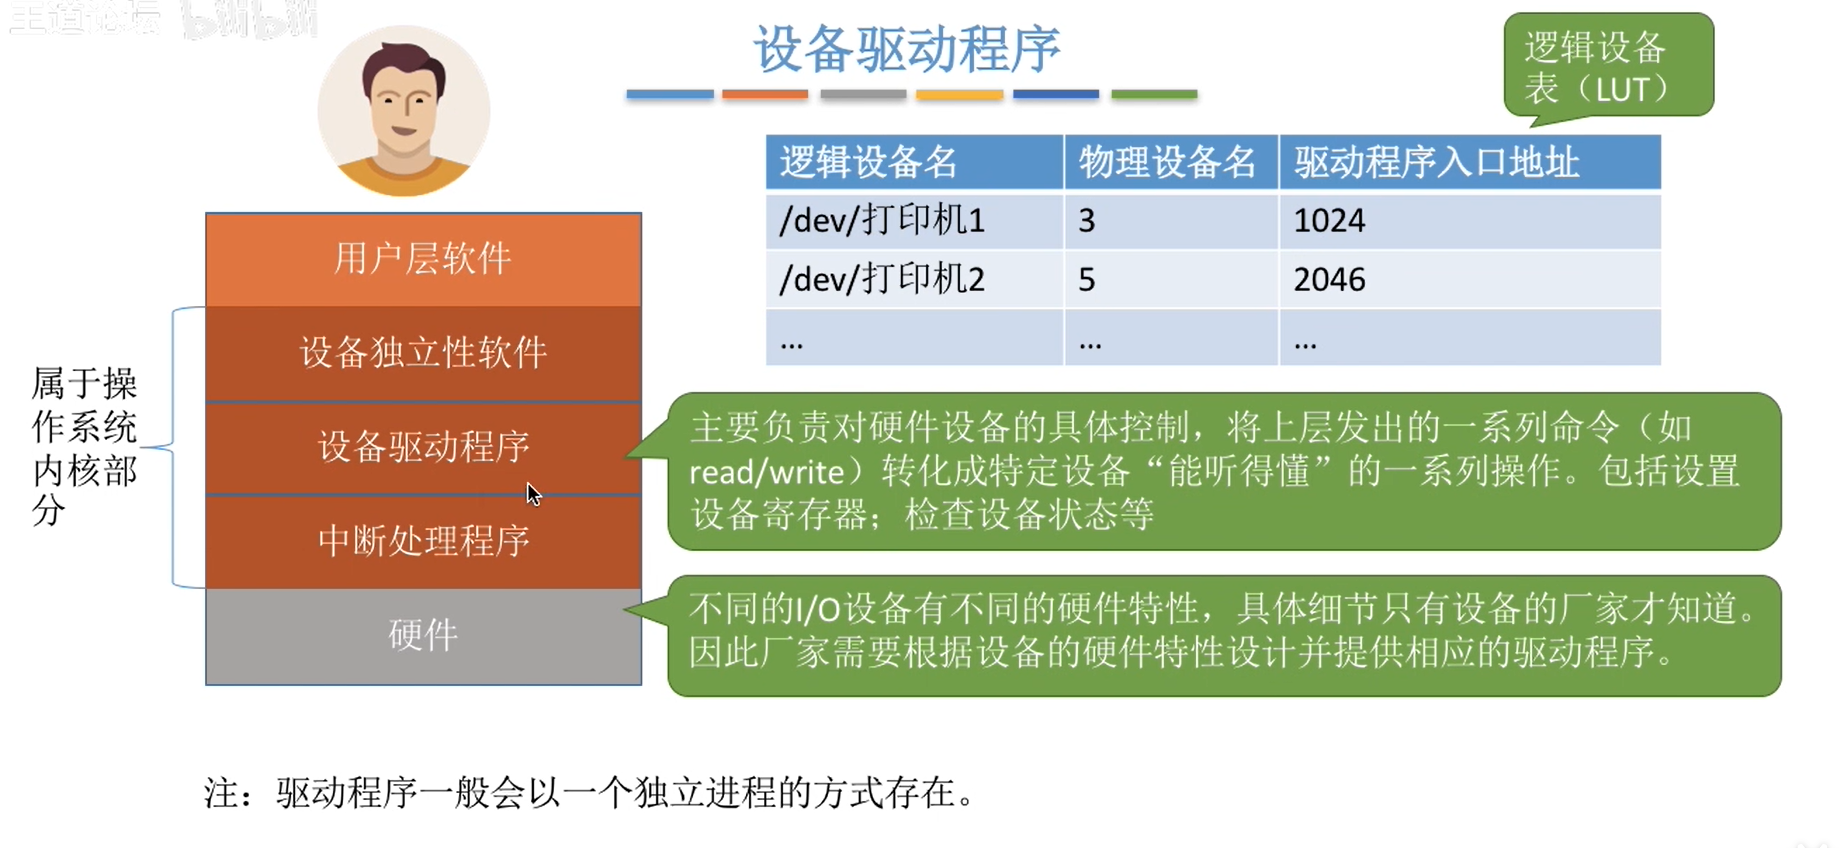 王道论坛 bilibili
设备驱动程序
逻辑设备
表（LUT）
逻辑设备名 物理设备名 驱动程序入口地址
/dev/打印机1 3 1024
/dev/打印机2 5 2046
... ... ...
用户层软件
设备独立性软件
设备驱动程序
中断处理程序
硬件
属于操
作系统
内核部
分
主要负责对硬件设备的具体控制，将上层发出的一系列命令（如
read/write）转化成特定设备“能听得懂”的一系列操作。包括设置
设备寄存器；检查设备状态等
不同的I/O设备有不同的硬件特性，具体细节只有设备的厂家才知道。
因此厂家需要根据设备的硬件特性设计并提供相应的驱动程序。
注：驱动程序一般会以一个独立进程的方式存在。